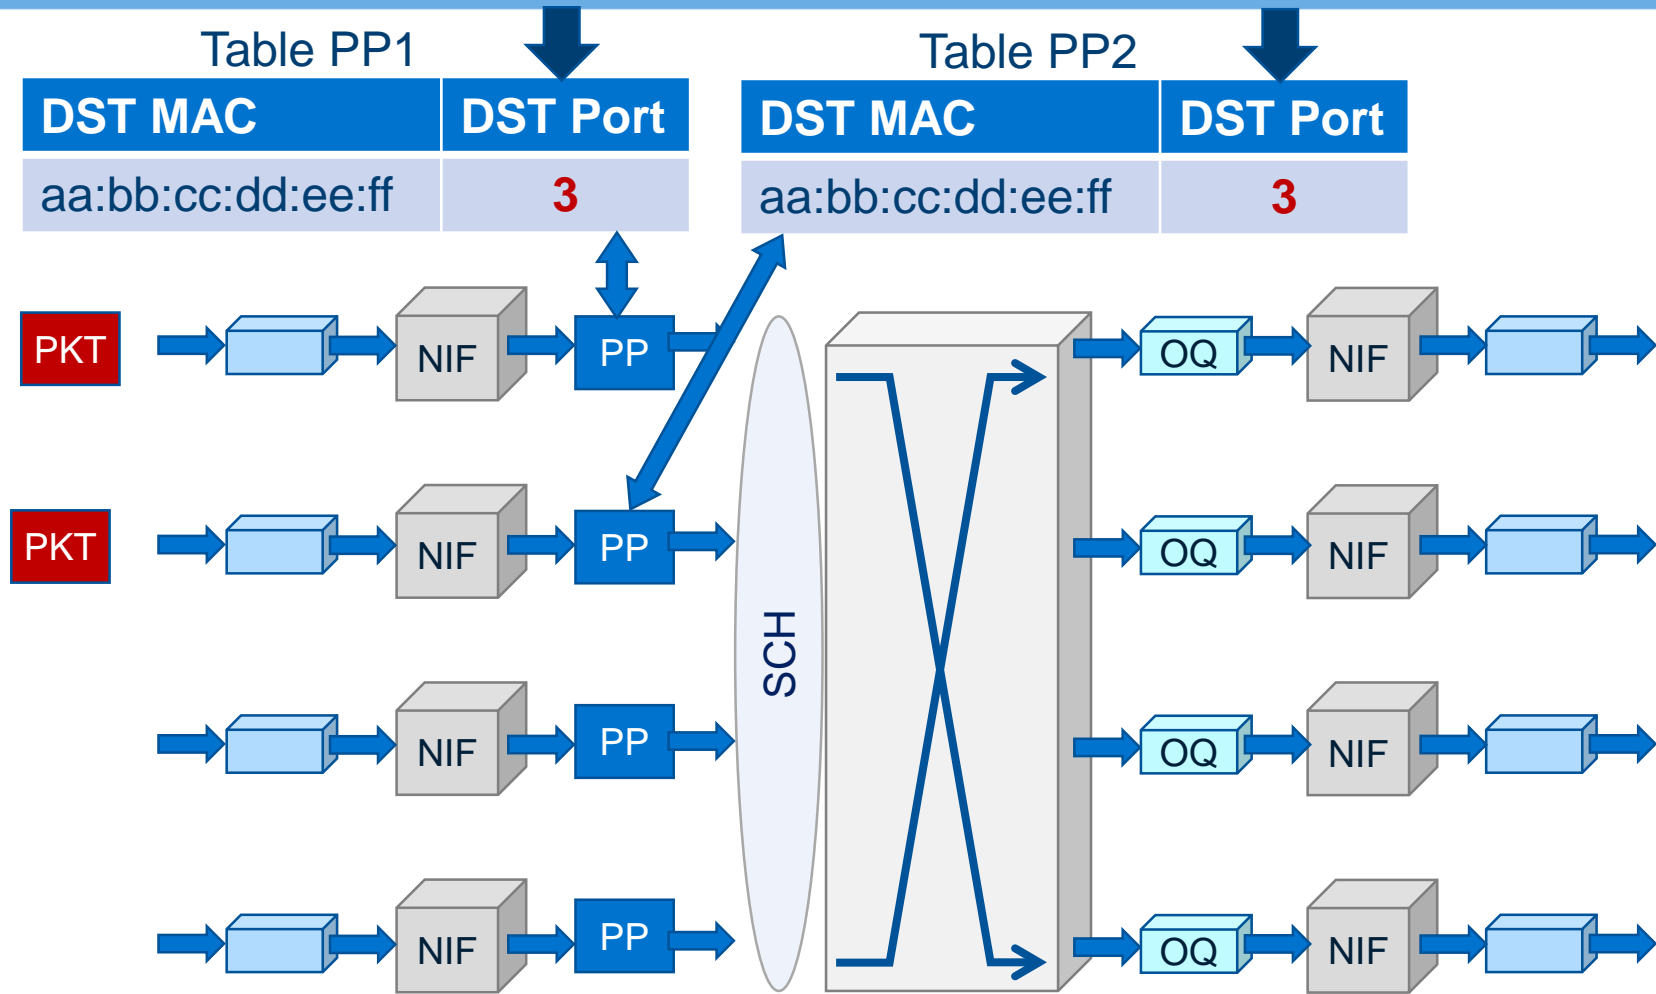 Table PP1
DST MAC DST Port
aa:bb:cc:dd:ee:ff 3
Table PP2
DST MAC DST Port
aa:bb:cc:dd:ee:ff 3
PKT NIF PP OQ NIF
PKT NIF PP OQ NIF
SCH
NIF PP OQ NIF
NIF PP OQ NIF